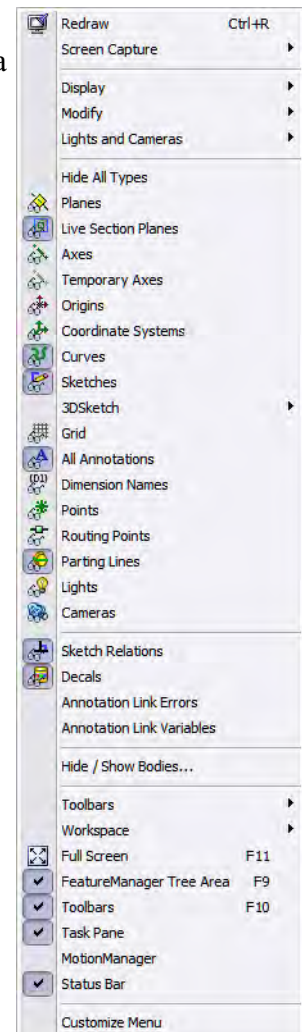 a
Redraw Ctrl+R
Screen Capture
Display
Modify
Lights and Cameras
Hide All Types
Planes
Live Section Planes
Axes
Temporary Axes
Origins
Coordinate Systems
Curves
Sketches
3DSketch
Grid
All Annotations
(D1) Dimension Names
Points
Routing Points
Parting Lines
Lights
Cameras
Sketch Relations
Decals
Annotation Link Errors
Annotation Link Variables
Hide / Show Bodies...
Toolbars
Workspace
Full Screen F11
FeatureManager Tree Area F9
Toolbars F10
Task Pane
MotionManager
Status Bar
Customize Menu